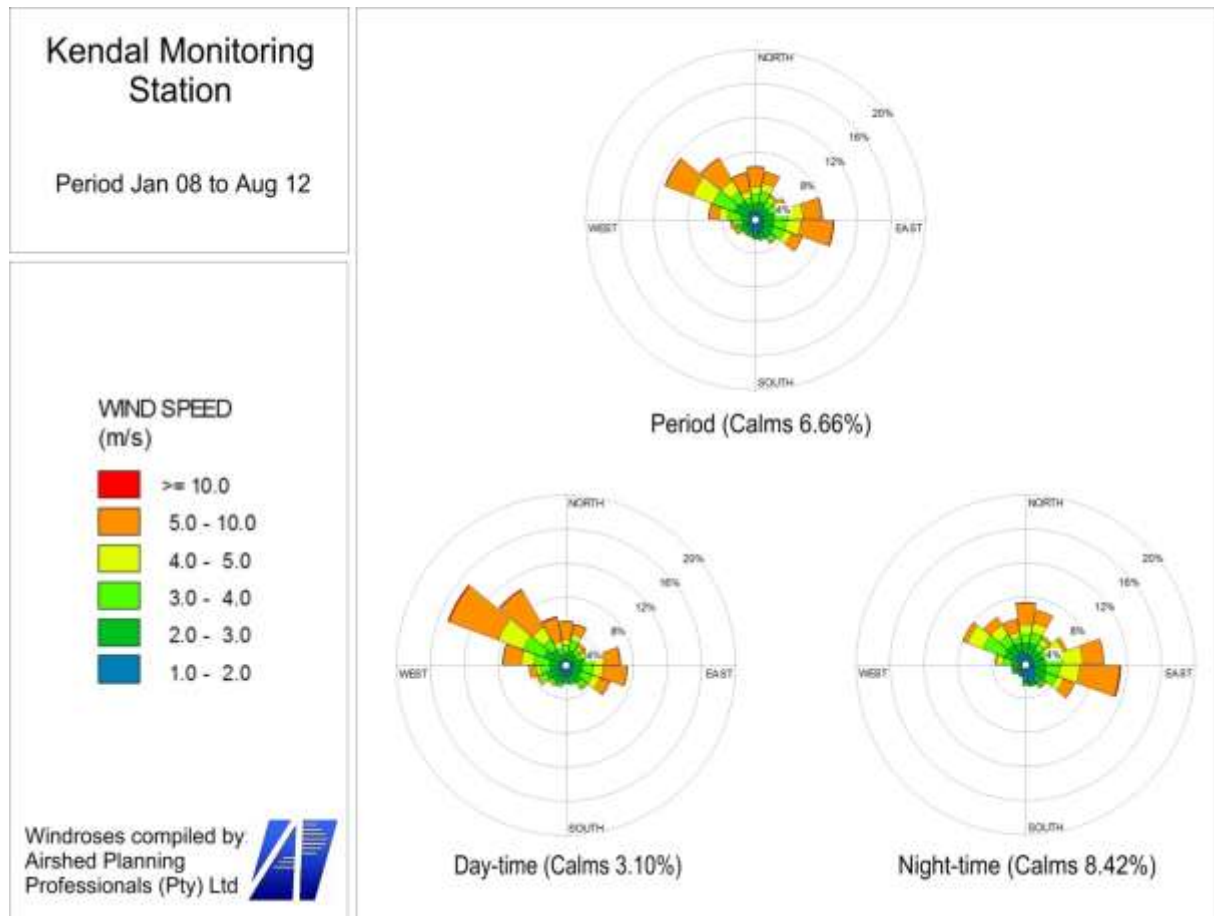 Kendal Monitoring
Station
Period Jan 08 to Aug 12
WIND SPEED
(m/s)
>= 10.0
5.0 - 10.0
4.0 - 5.0
3.0 - 4.0
2.0 - 3.0
1.0 - 2.0
Windroses compiled by
Airshed Planning
Professionals (Pty) Ltd
NORTH
20%
16%
12%
8%
4%
WEST
EAST
SOUTH
Period (Calms 6.66%)
NORTH
20%
16%
12%
8%
4%
WEST
EAST
SOUTH
Day-time (Calms 3.10%)
NORTH
20%
16%
12%
8%
4%
WEST
EAST
SOUTH
Night-time (Calms 8.42%)